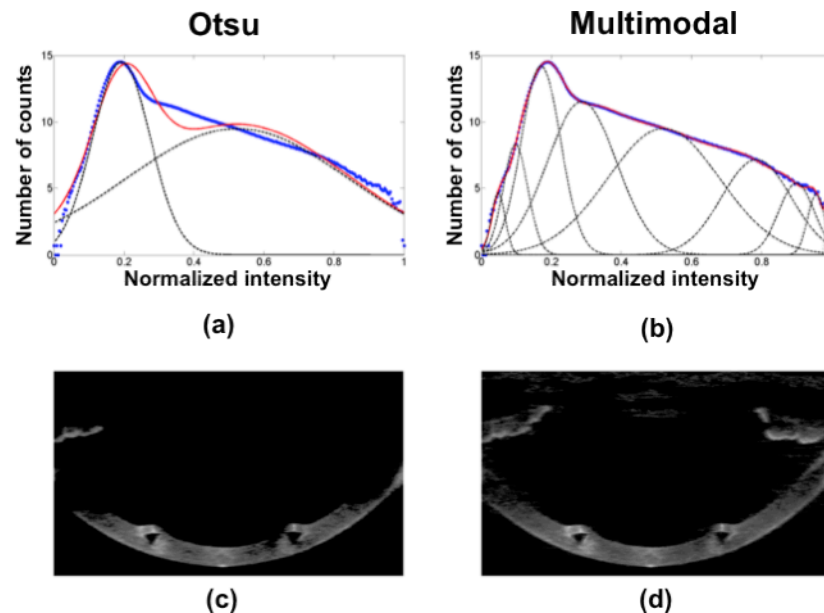 Otsu
Multimodal
15
10
5
0
Number of counts
0
0.2
0.4
0.6
0.8
1
Normalized intensity
15
10
5
0
Number of counts
0
0.2
0.4
0.6
0.8
Normalized intensity
(a)
(b)
(c)
(d)